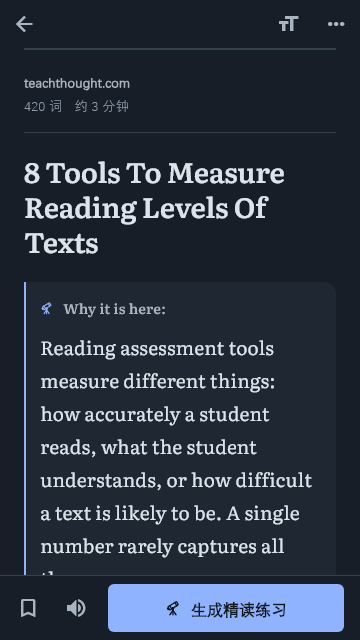 teachthought.com
420 词 约 3 分钟
8 Tools To Measure
Reading Levels Of
Texts
Why it is here:
Reading assessment tools
measure different things:
how accurately a student
reads, what the student
understands, or how difficult
a text is likely to be. A single
number rarely captures all
生成精读练习